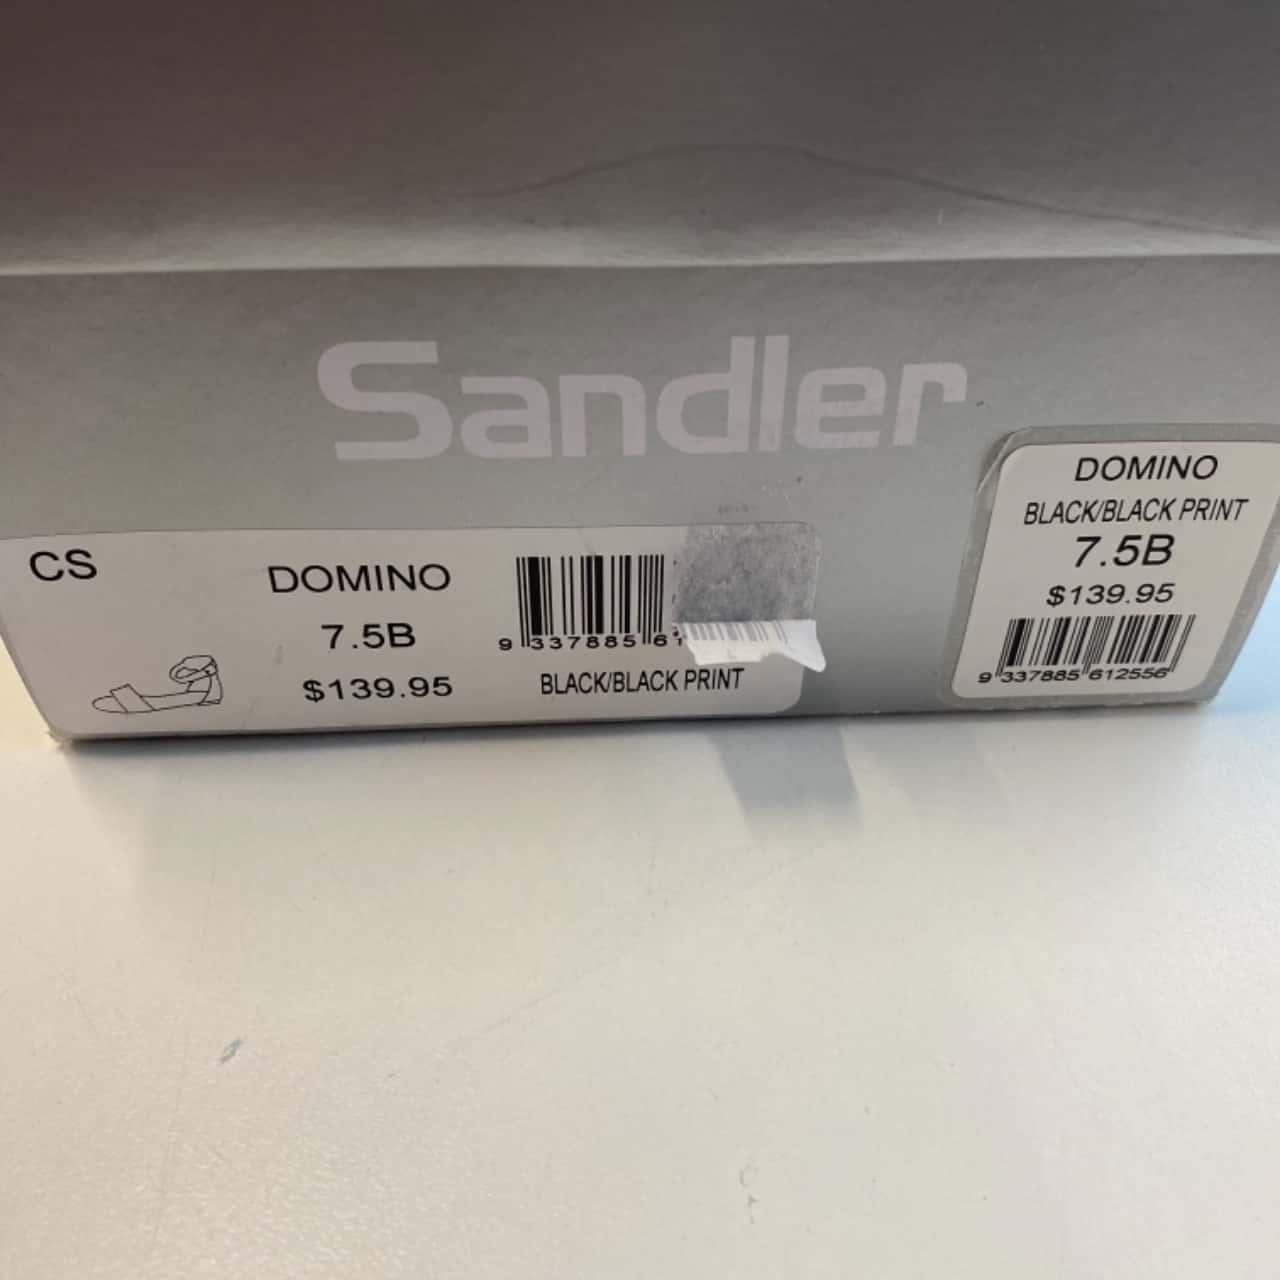 Sandler
CS
DOMINO
7.5B
$139.95
9 337885 61
BLACK/BLACK PRINT
DOMINO
BLACK/BLACK PRINT
7.5B
$139.95
9 337885 612556